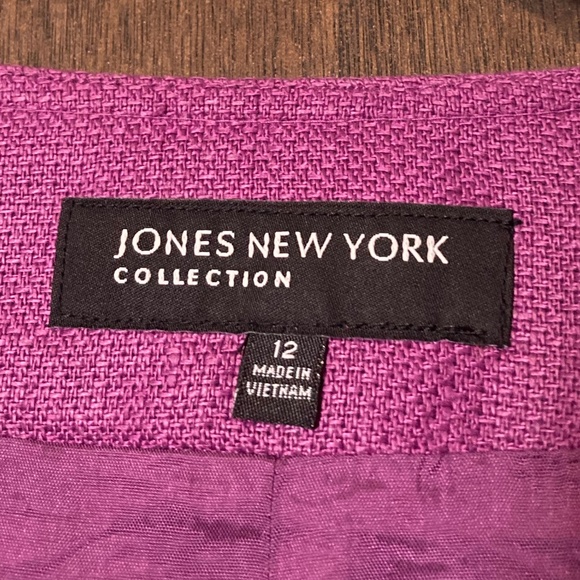 JONES NEW YORK
COLLECTION
12
MADE IN
VIETNAM